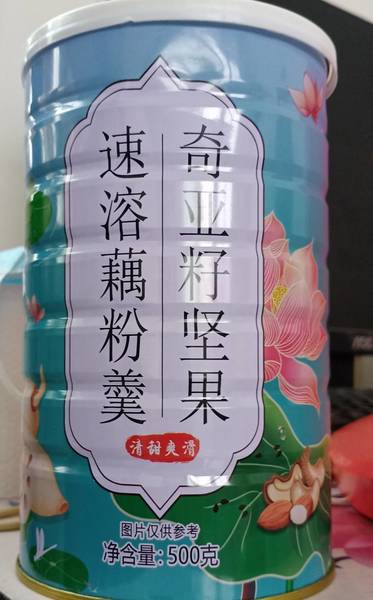 奇亚籽坚果
速溶藕粉羹
清甜爽滑
图片仅供参考
净含量:500克